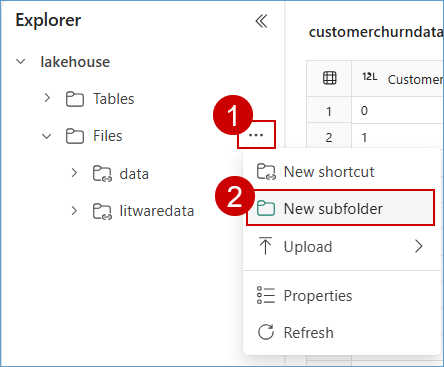 Explorer
lakehouse
Tables
Files
data
litwaredata
1
...
New shortcut
2
New subfolder
Upload
Properties
Refresh
customerchurndata
12L Customer
1 0
2 1